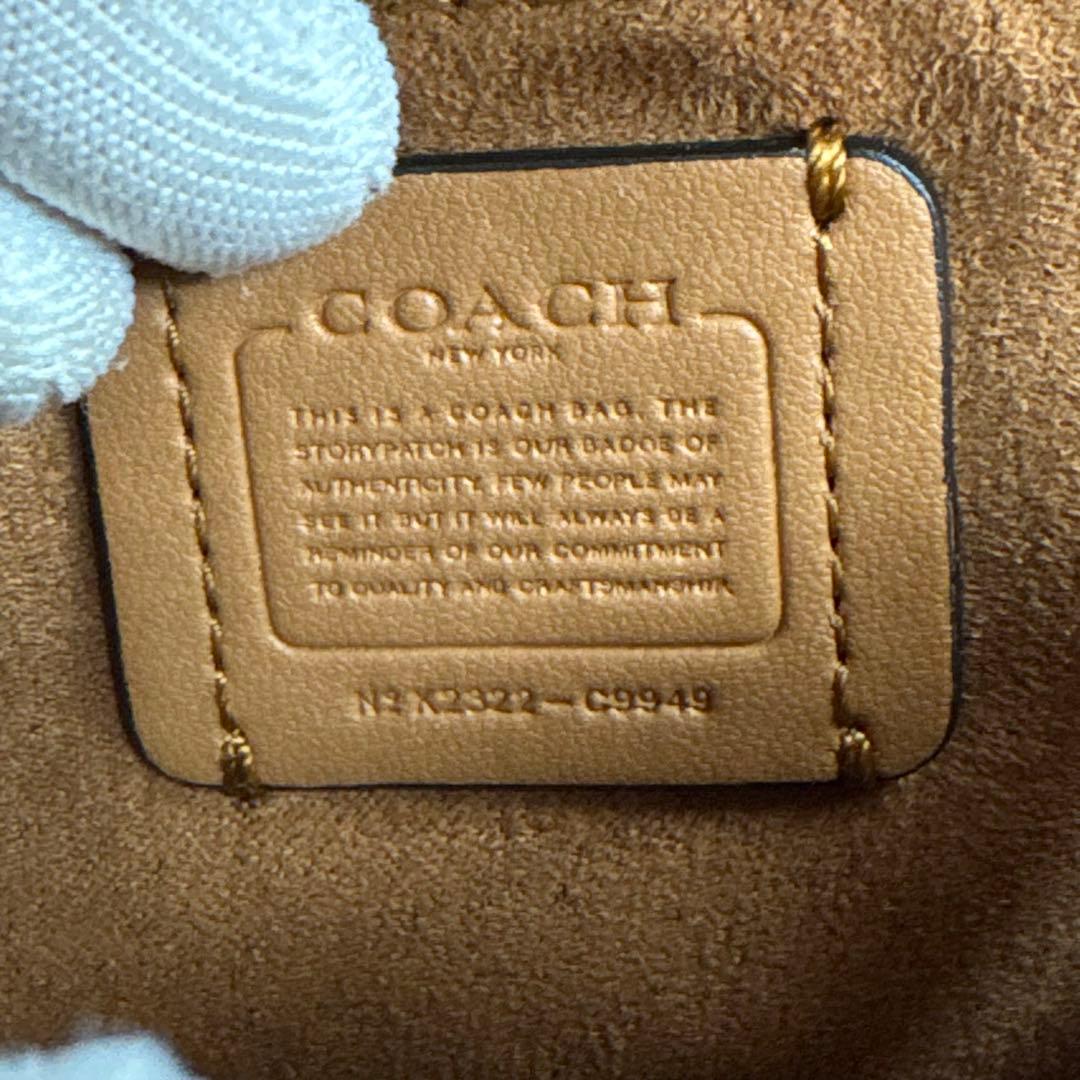 COACH
NEW YORK
THIS IS A COACH BAG. THE
STORYPATCH IS OUR BADGE OF
AUTHENTICITY. FEW PEOPLE MAY
SEE IT BUT IT WILL ALWAYS BE A
REMINDER OF OUR COMMITMENT
TO QUALITY AND CRAFTSMANSHIP.
Nº X2322-C9949